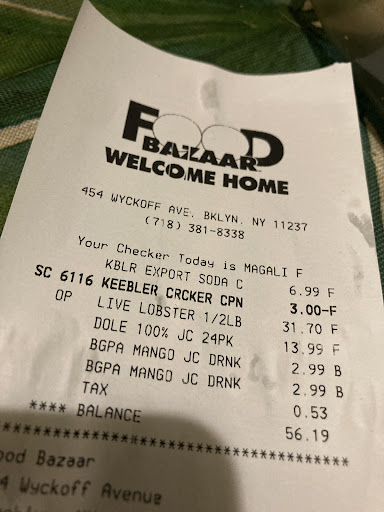 FOOD
BAZAAR
WELCOME HOME
454 WYCKOFF AVE. BKLYN, NY 11237
(718) 381-8338
Your Checker Today is MAGALI F
KBLR EXPORT SODA C 6.99 F
SC 6116 KEEBLER CRCKER CPN 3.00-F
OP LIVE LOBSTER 1/2LB 31.70 F
DOLE 100% JC 24PK 13.99 F
BGPA MANGO JC DRNK 2.99 B
BGPA MANGO JC DRNK 2.99 B
TAX 0.53
**** BALANCE 56.19
ood Bazaar
4 Wyckoff Avenue